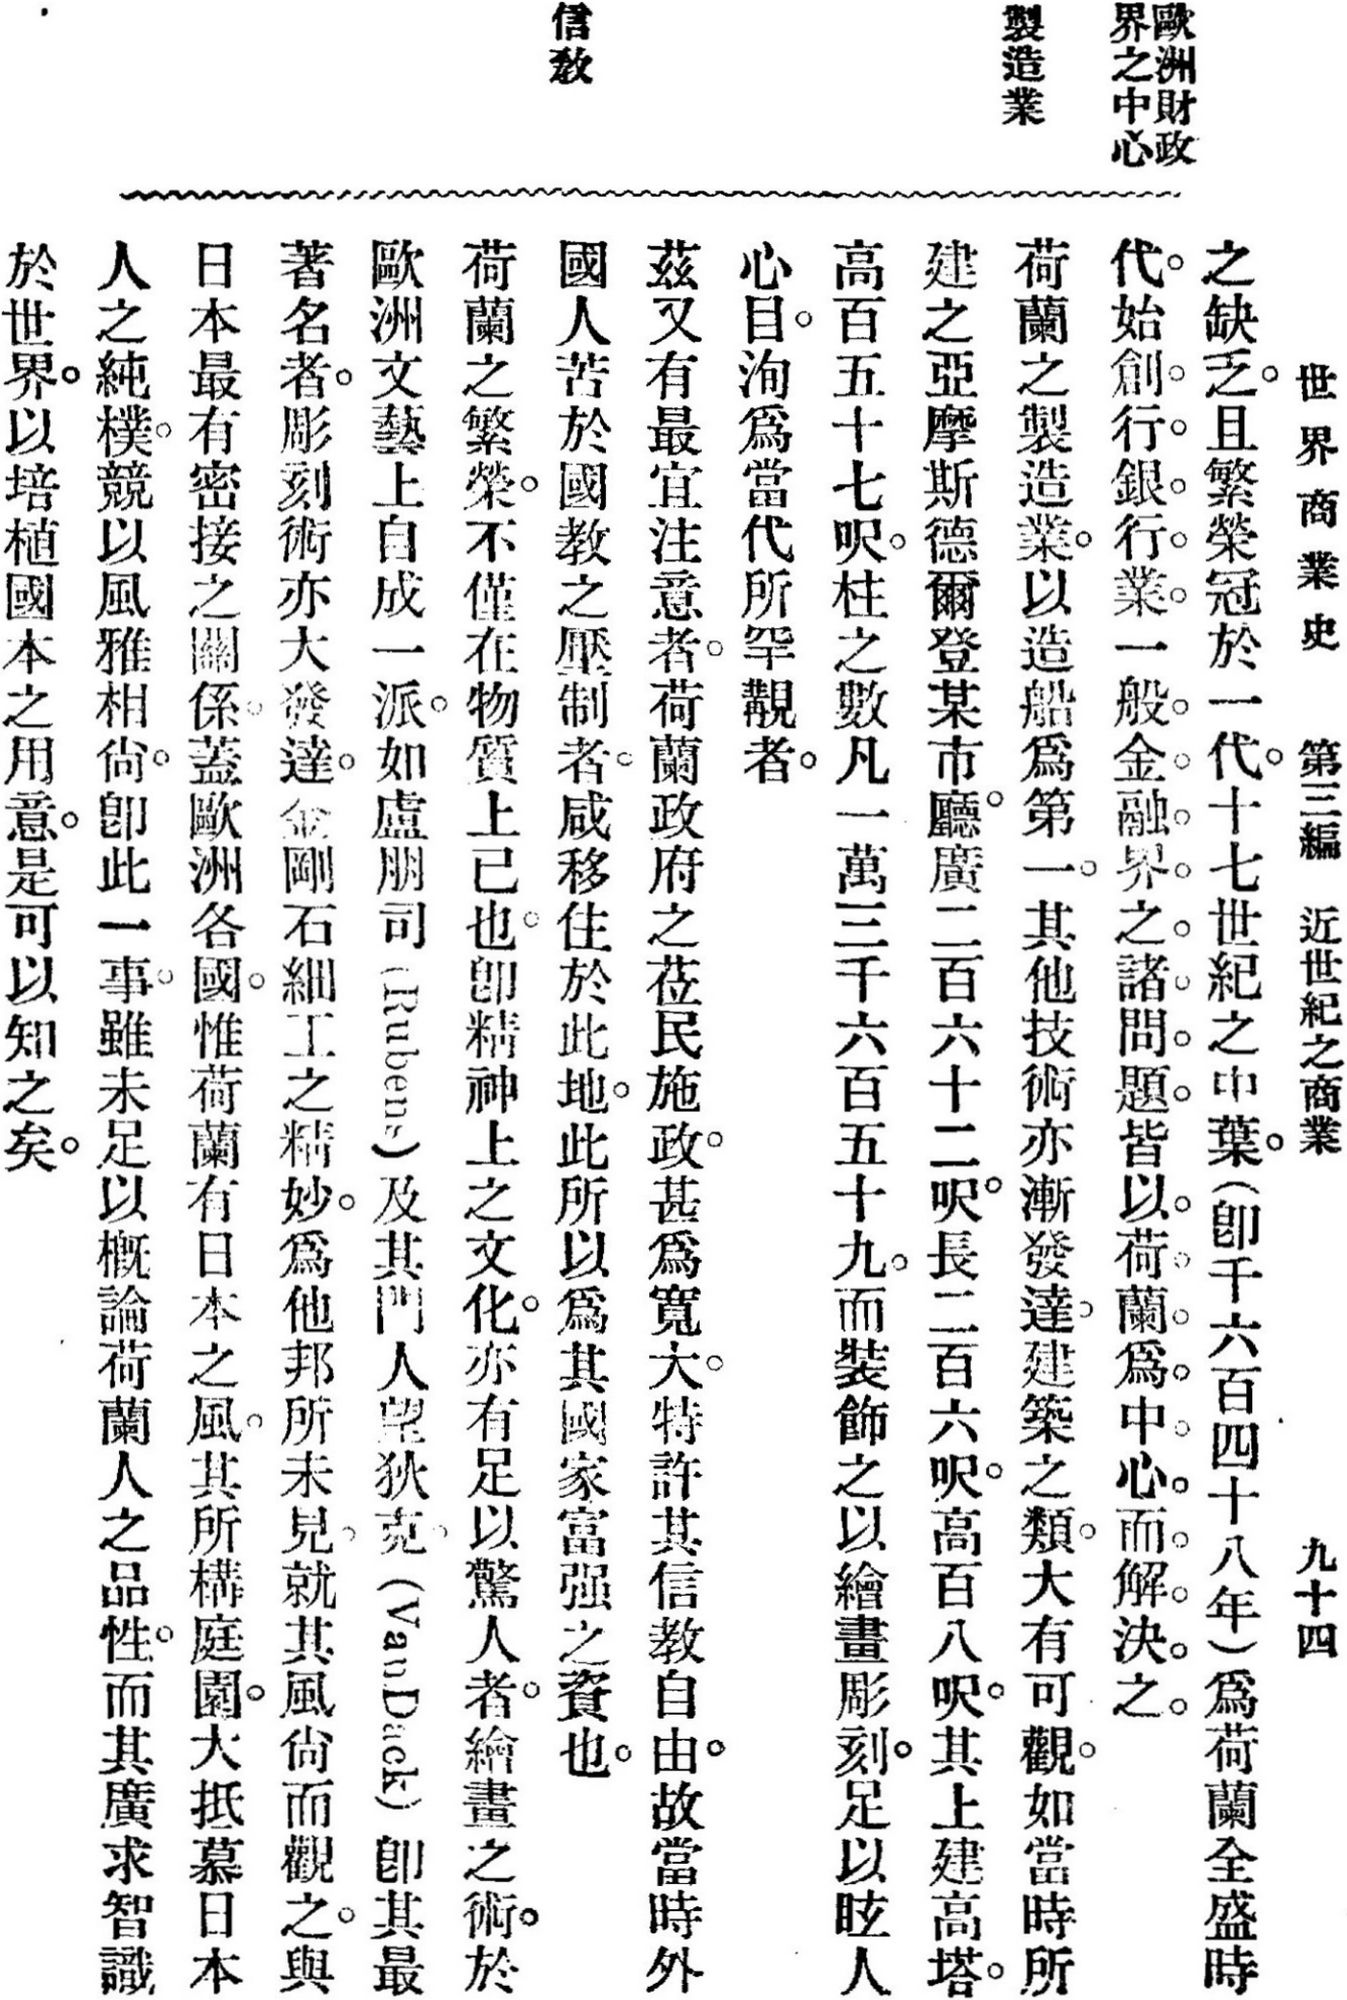 世界商業史　第三編　近世紀之商業　九十四
歐洲財政
界之中心
製造業
信教
之缺乏。且繁榮冠於一代。十七世紀之中葉。(卽千六百四十八年)爲荷蘭全盛時
代。始創行銀行業。一般金融界之諸問題。皆以荷蘭爲中心而解決之。
荷蘭之製造業。以造船爲第一。其他技術亦漸發達。建築之類。大有可觀。如當時所
建之亞摩斯德爾登某市廳。廣二百六十二呎。長二百六呎。高百八呎。其上建高塔。
高百五十七呎。柱之數凡一萬三千六百五十九。而裝飾之以繪畫彫刻。足以眩人
心目。洵爲當代所罕覯者。
茲又有最宜注意者。荷蘭政府之莅民施政。甚爲寬大。特許其信教自由。故當時外
國人苦於國教之壓制者。咸移住於此地。此所以爲其國家富强之資也。
荷蘭之繁榮。不僅在物質上已也。卽精神上之文化。亦有足以驚人者。繪畫之術。於
歐洲文藝上自成一派。如盧朋司(Rubens)及其門人望狄克。(VanDack)卽其最
著名者。彫刻術亦大發達。金剛石細工之精妙。爲他邦所未見。就其風尙而觀之。與
日本最有密接之關係。蓋歐洲各國。惟荷蘭有日本之風。其所構庭園。大抵慕日本
人之純樸。競以風雅相尙。卽此一事。雖未足以槪論荷蘭人之品性。而其廣求智識
於世界。以培植國本之用意。是可以知之矣。